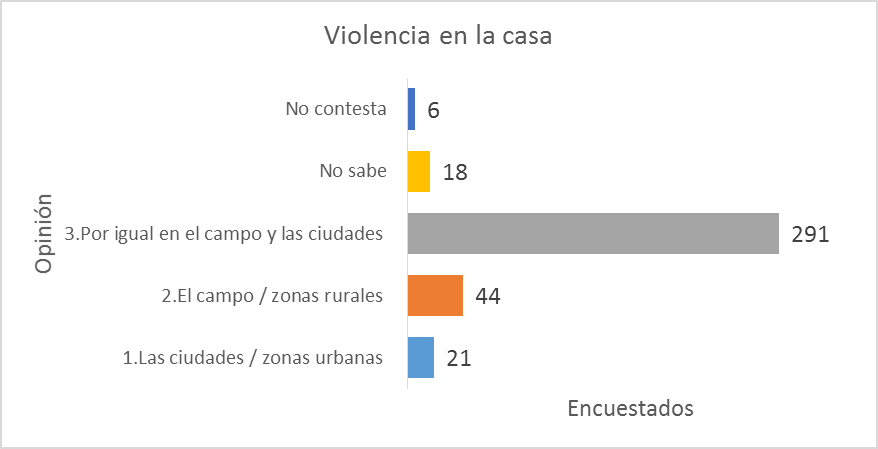 Violencia en la casa
No contesta
6
No sabe
18
3.Por igual en el campo y las ciudades
291
2.El campo / zonas rurales
44
1.Las ciudades / zonas urbanas
21
Opinión
Encuestados